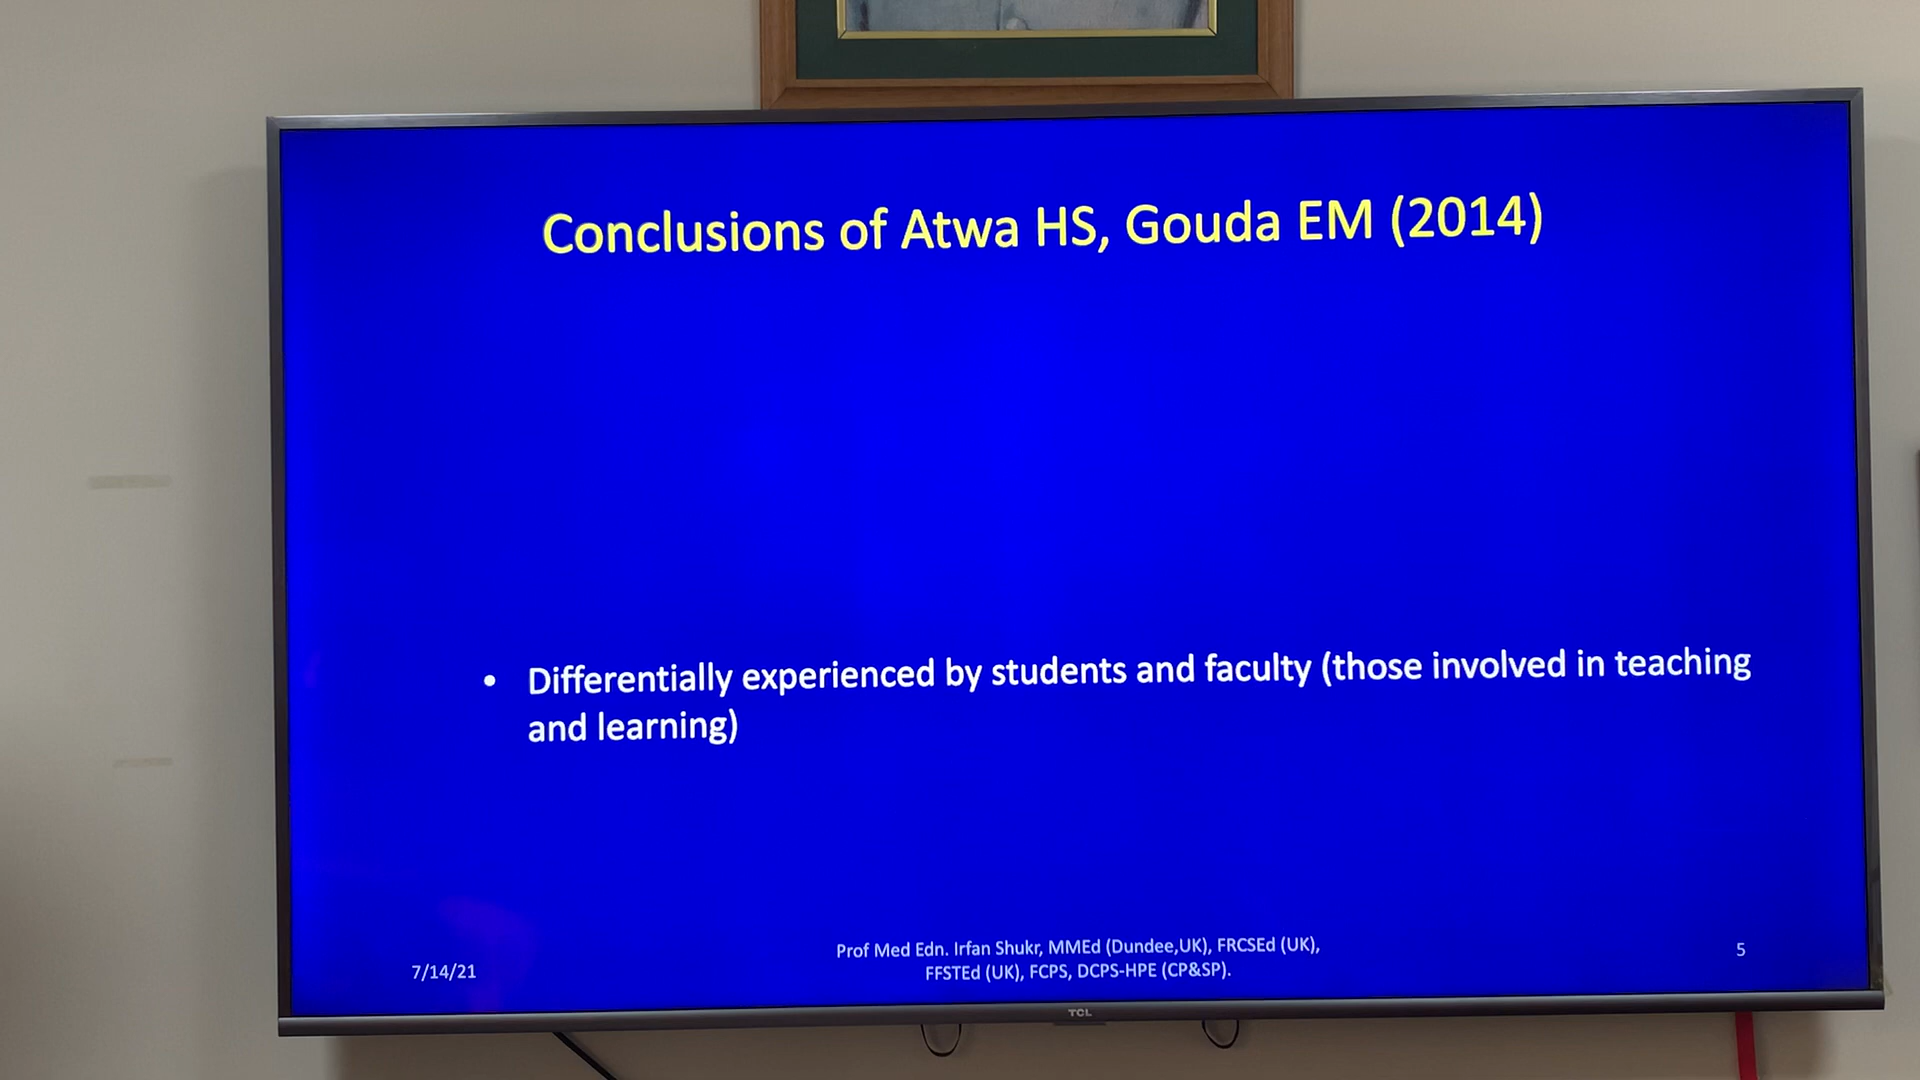 Conclusions of Atwa HS, Gouda EM (2014)
• Differentially experienced by students and faculty (those involved in teaching
and learning)
7/14/21
Prof Med Edn. Irfan Shukr, MMEd (Dundee,UK), FRCSEd (UK),
FFSTEd (UK), FCPS, DCPS-HPE (CP&SP).
5
TCL